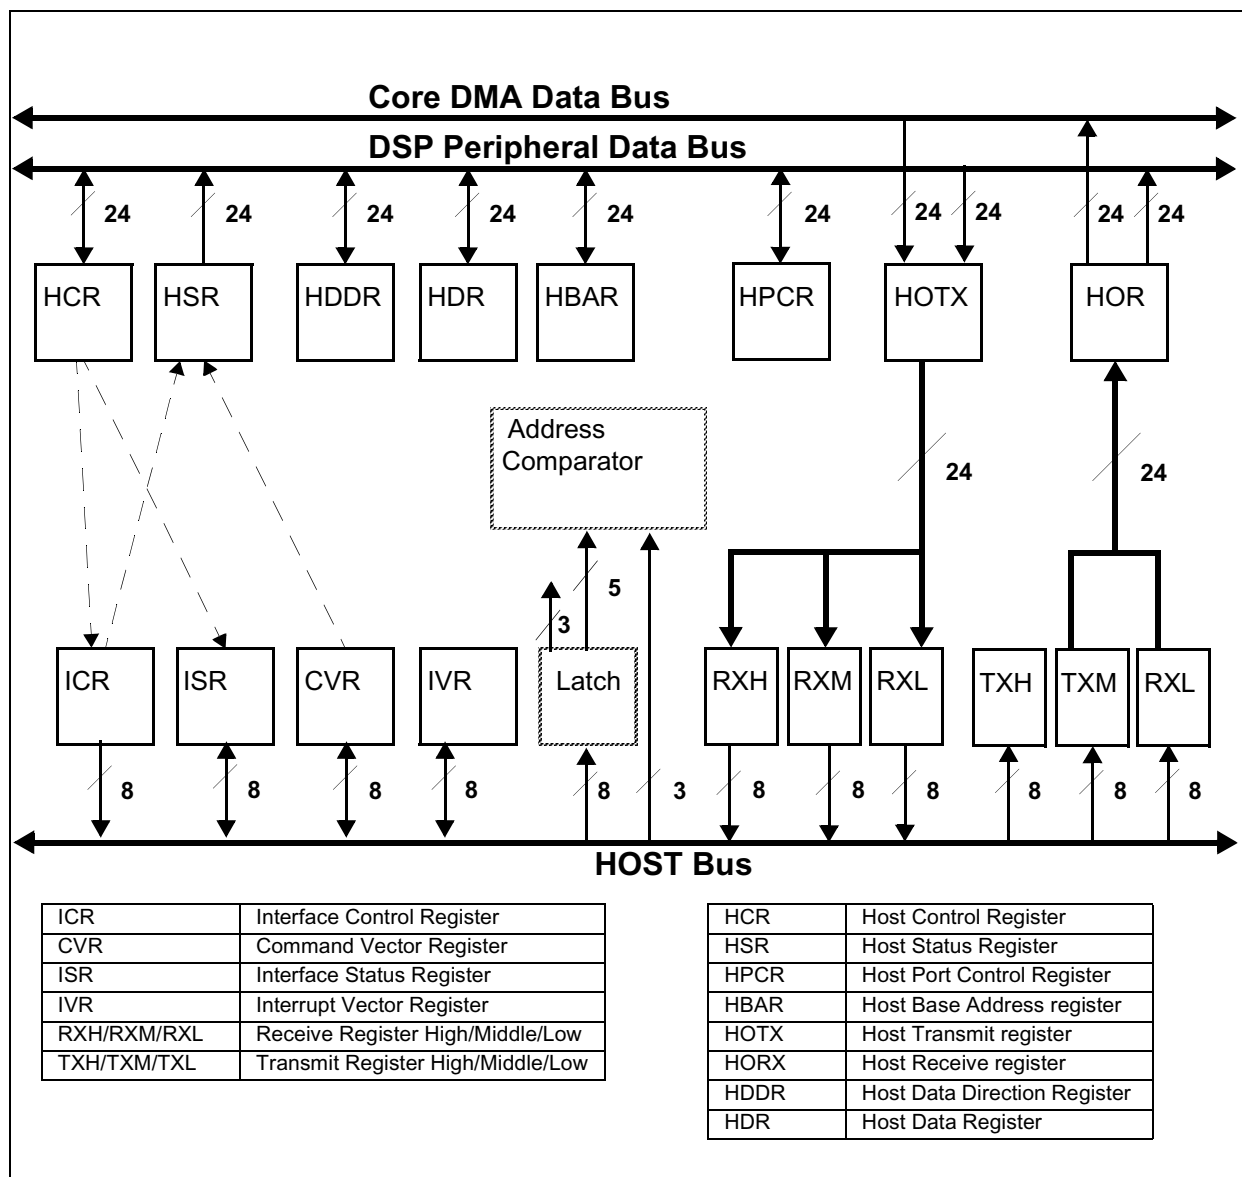 Core DMA Data Bus
DSP Peripheral Data Bus
24 24 24 24 24 24 24 24 24 24
HCR HSR HDDR HDR HBAR HPCR HOTX HOR
Address
Comparator
24 24
5
3
ICR ISR CVR IVR Latch RXH RXM RXL TXH TXM RXL
8 8 8 8 8 3 8 8 8 8 8 8
HOST Bus
ICR Interface Control Register
CVR Command Vector Register
ISR Interface Status Register
IVR Interrupt Vector Register
RXH/RXM/RXL Receive Register High/Middle/Low
TXH/TXM/TXL Transmit Register High/Middle/Low
HCR Host Control Register
HSR Host Status Register
HPCR Host Port Control Register
HBAR Host Base Address register
HOTX Host Transmit register
HORX Host Receive register
HDDR Host Data Direction Register
HDR Host Data Register